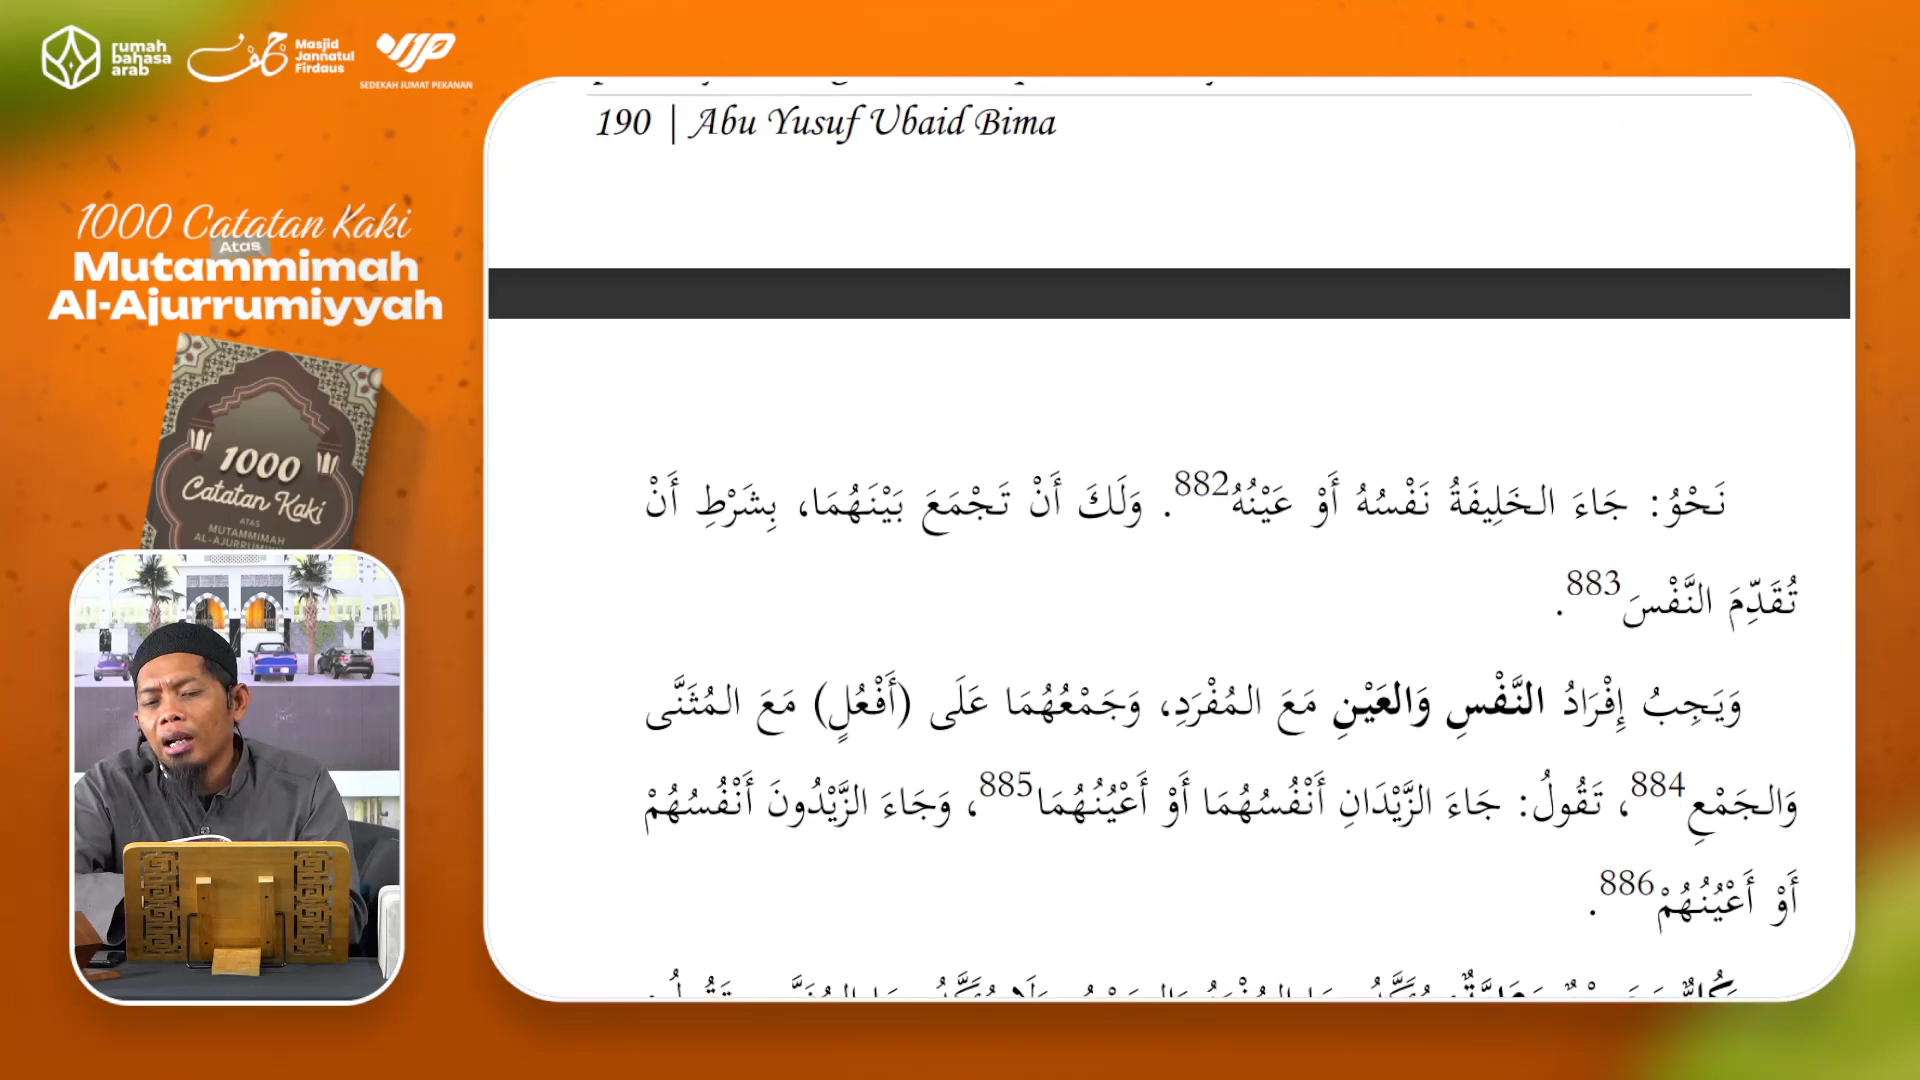 rumah
bahasa
arab
Masjid
Jannatul
Firdaus
SJP
SEDEKAH JUMAT PEKANAN
1000 Catatan Kaki
Atas
Mutammimah
Al-Ajurrumiyyah
1000
Catatan Kaki
ATAS
MUTAMMIMAH
190 | Abu Yusuf Ubaid Bima
نَحْوُ: جَاءَ الخَلِيفَةُ نَفْسُهُ أَوْ عَيْنُهُ882. وَلَكَ أَنْ تَجْمَعَ بَيْنَهُمَا، بِشَرْطِ أَنْ
تُقَدِّمَ النَّفْسَ883.
وَيَجِبُ إِفْرَادُ النَّفْسِ وَالعَيْنِ مَعَ المُفْرَدِ، وَجَمْعُهُمَا عَلَى (أَفْعُلٍ) مَعَ المُثَنَّى
وَالجَمْعِ884، تَقُولُ: جَاءَ الزَّيْدَانِ أَنْفُسُهُمَا أَوْ أَعْيُنُهُمَا885، وَجَاءَ الزَّيْدُونَ أَنْفُسُهُمْ
أَوْ أَعْيُنُهُمْ886.